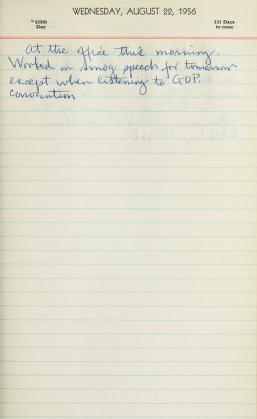 WEDNESDAY, AUGUST 22, 1956
235th
Day
131 Days
to come
At the office this morning.
Worked on smog speech for tomorrow
except when listening to G.O.P.
convention